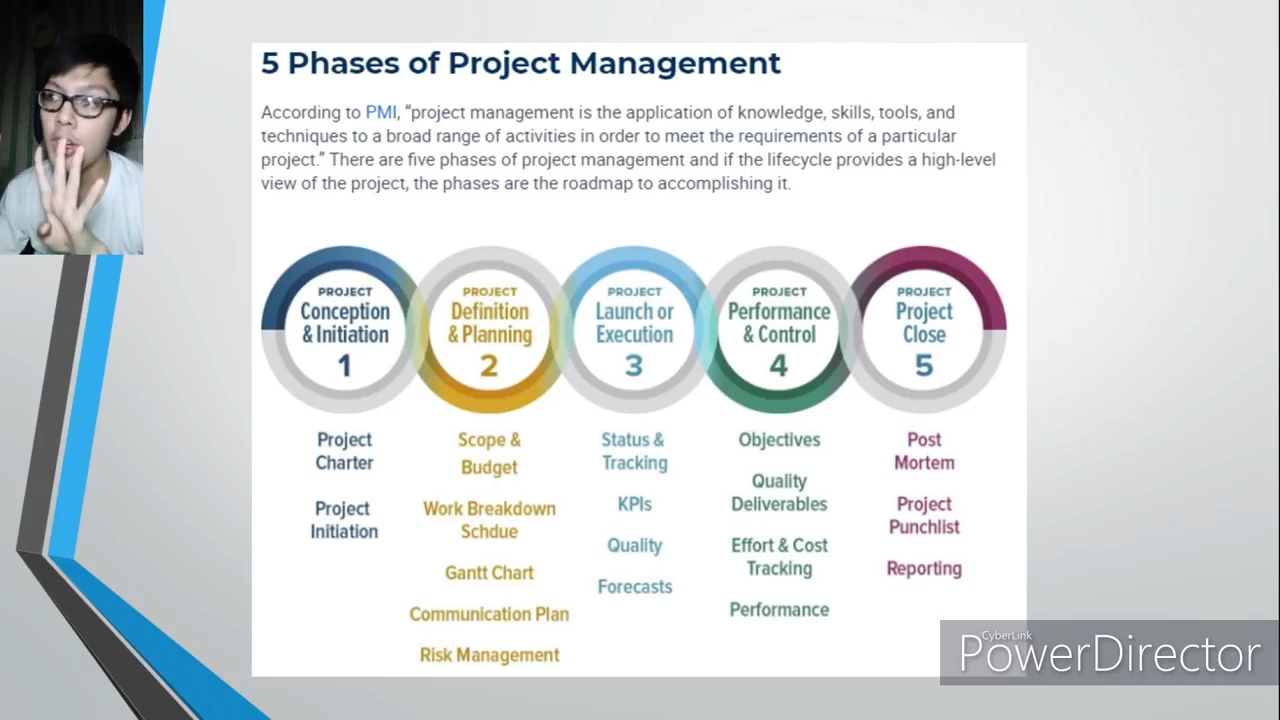 5 Phases of Project Management
According to PMI, “project management is the application of knowledge, skills, tools, and
techniques to a broad range of activities in order to meet the requirements of a particular
project.” There are five phases of project management and if the lifecycle provides a high-level
view of the project, the phases are the roadmap to accomplishing it.
PROJECT
Conception
& Initiation
1
PROJECT
Definition
& Planning
2
PROJECT
Launch or
Execution
3
PROJECT
Performance
& Control
4
PROJECT
Project
Close
5
Project
Charter
Project
Initiation
Scope &
Budget
Work Breakdown
Schdue
Gantt Chart
Communication Plan
Risk Management
Status &
Tracking
KPIs
Quality
Forecasts
Objectives
Quality
Deliverables
Effort & Cost
Tracking
Performance
Post
Mortem
Project
Punchlist
Reporting
CyberLink
PowerDirector